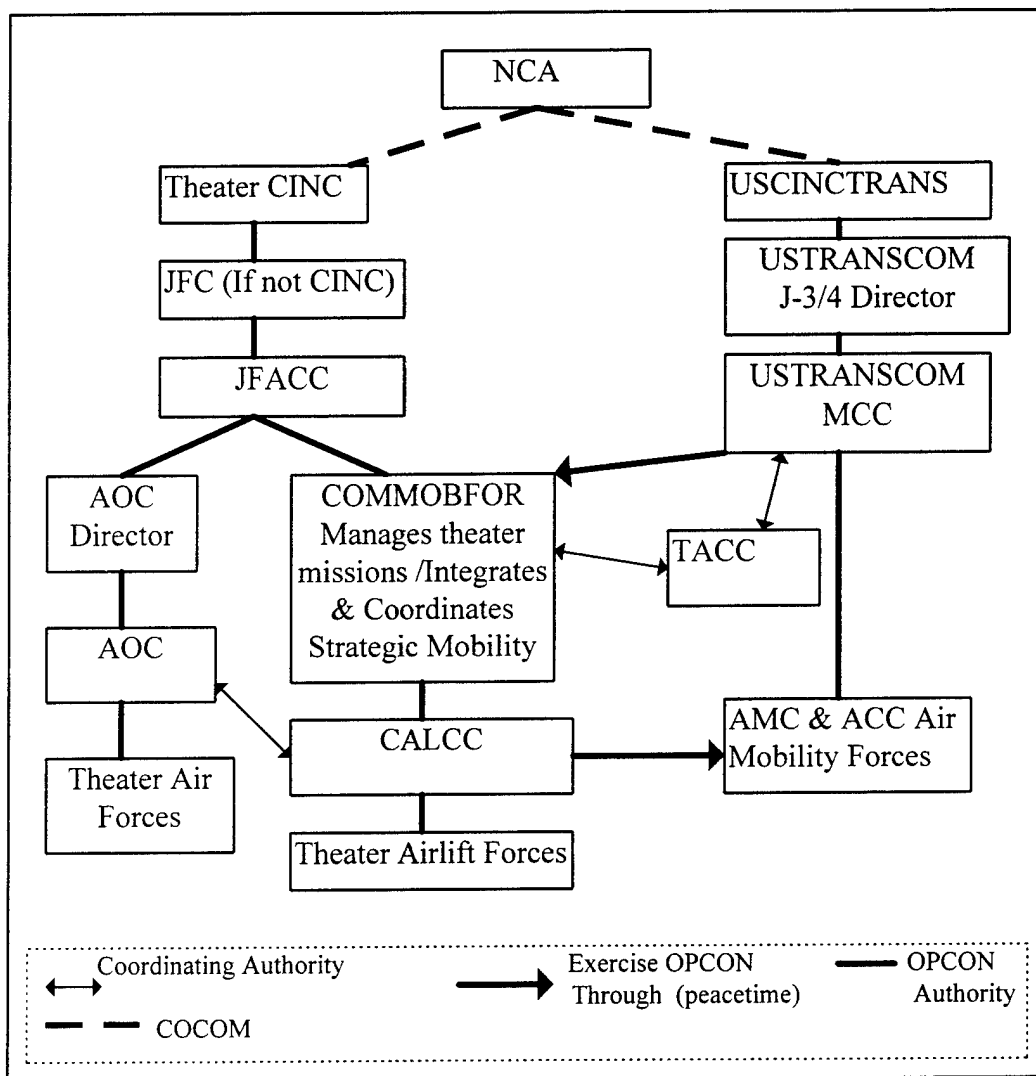 NCA
Theater CINC
USCINCTRANS
JFC (If not CINC)
USTRANSCOM
J-3/4 Director
JFACC
USTRANSCOM
MCC
AOC
Director
COMMOBFOR
Manages theater
missions /Integrates
& Coordinates
Strategic Mobility
TACC
AOC
CALCC
AMC & ACC Air
Mobility Forces
Theater Air
Forces
Theater Airlift Forces
Coordinating Authority
Exercise OPCON
Through (peacetime)
OPCON
Authority
COCOM